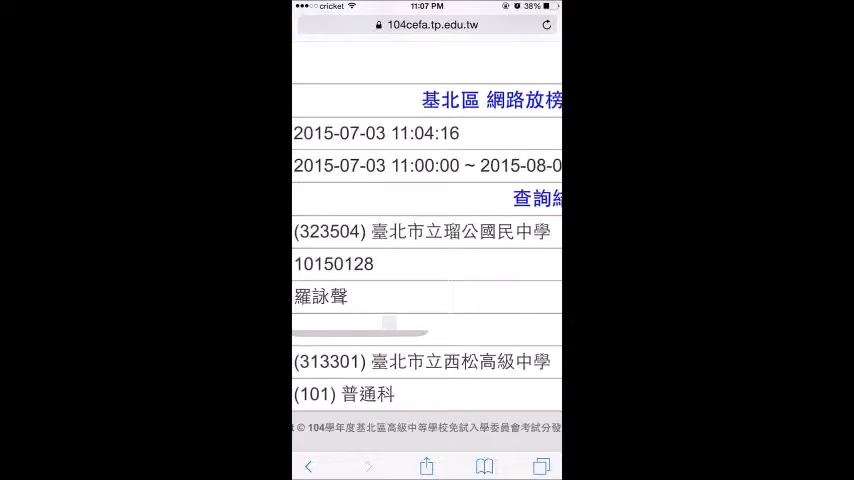 cricket
11:07 PM
38%
104cefa.tp.edu.tw
基北區 網路放榜
2015-07-03 11:04:16
2015-07-03 11:00:00 ~ 2015-08-0
查詢結
(323504) 臺北市立瑠公國民中學
10150128
羅詠聲
(313301) 臺北市立西松高級中學
(101) 普通科
© 104學年度基北區高級中等學校免試入學委員會考試分發